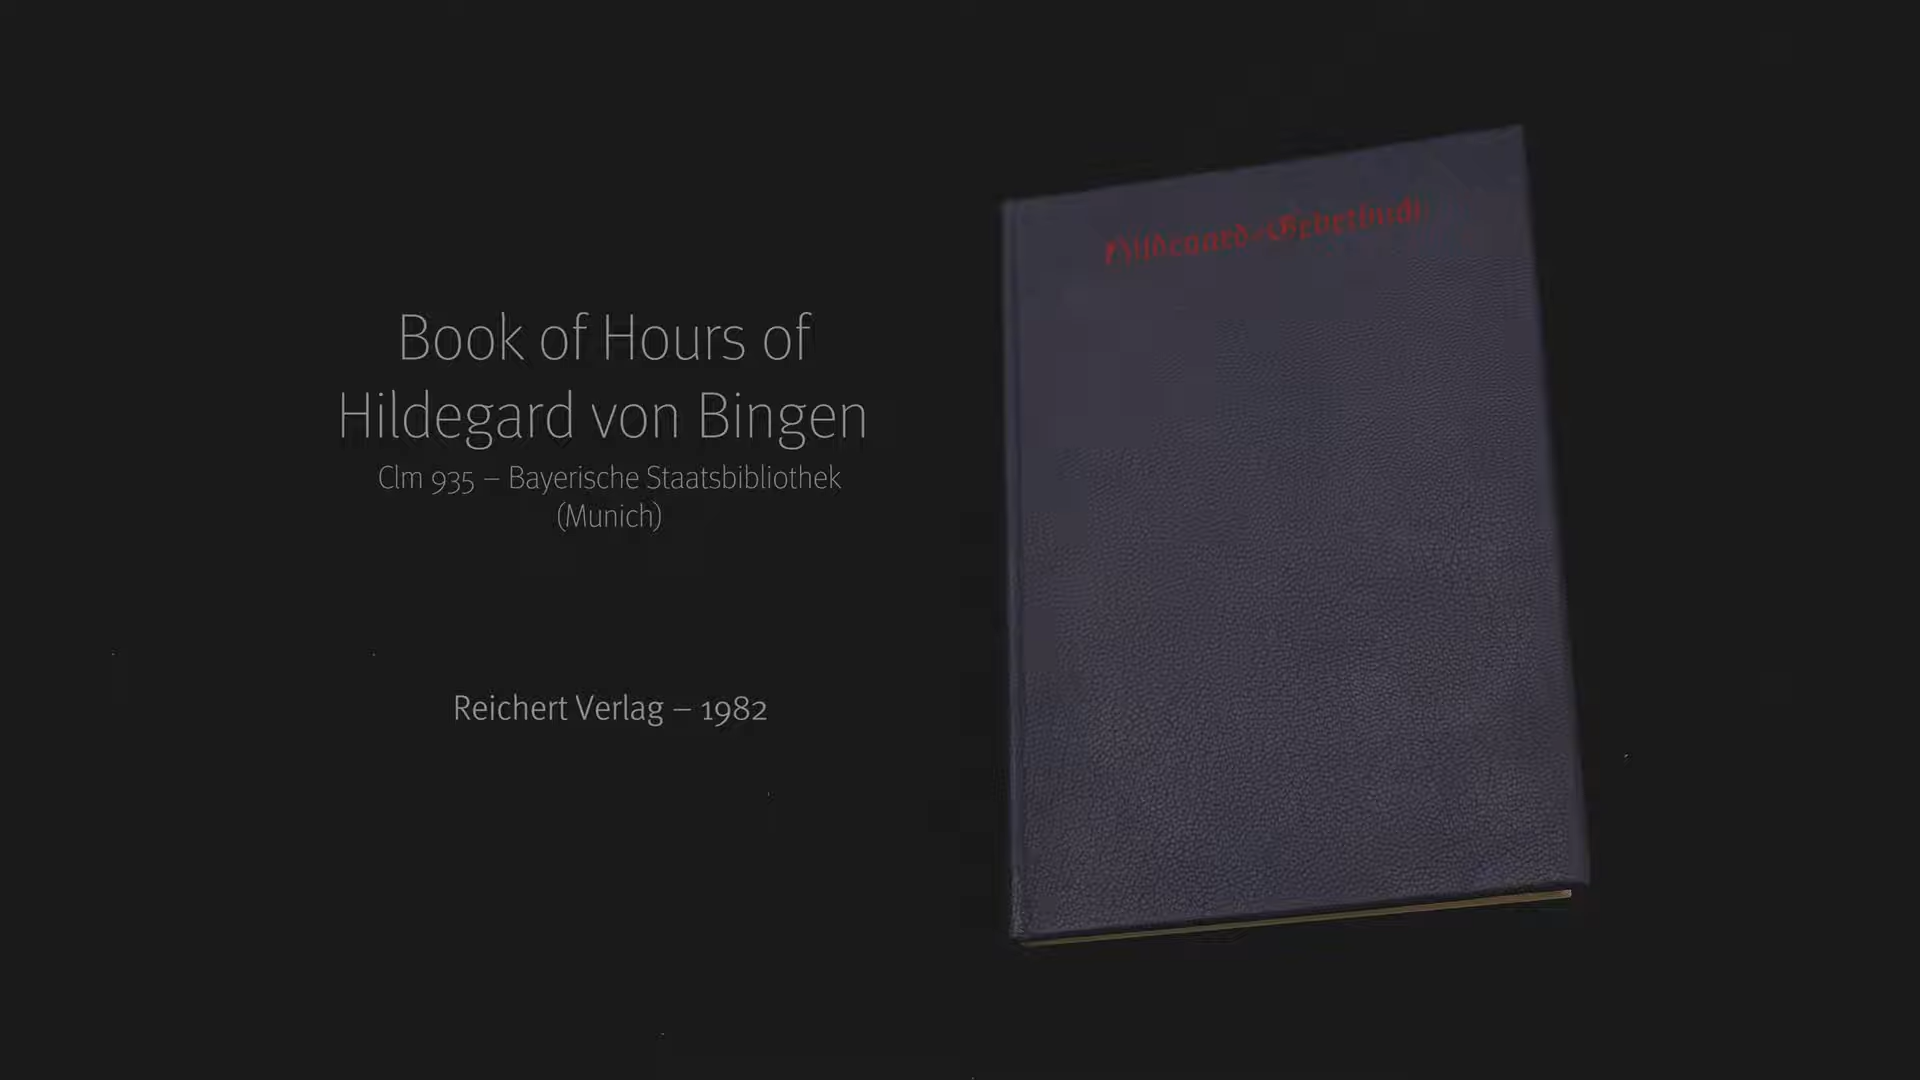 Book of Hours of
Hildegard von Bingen
Clm 935 – Bayerische Staatsbibliothek
(Munich)
Reichert Verlag – 1982
Hildegard-Gebetbuch